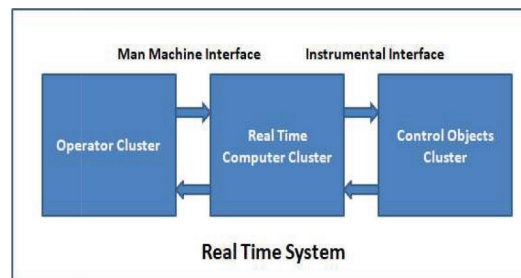 Man Machine Interface
Instrumental Interface
Operator Cluster
Real Time
Computer Cluster
Control Objects
Cluster
Real Time System